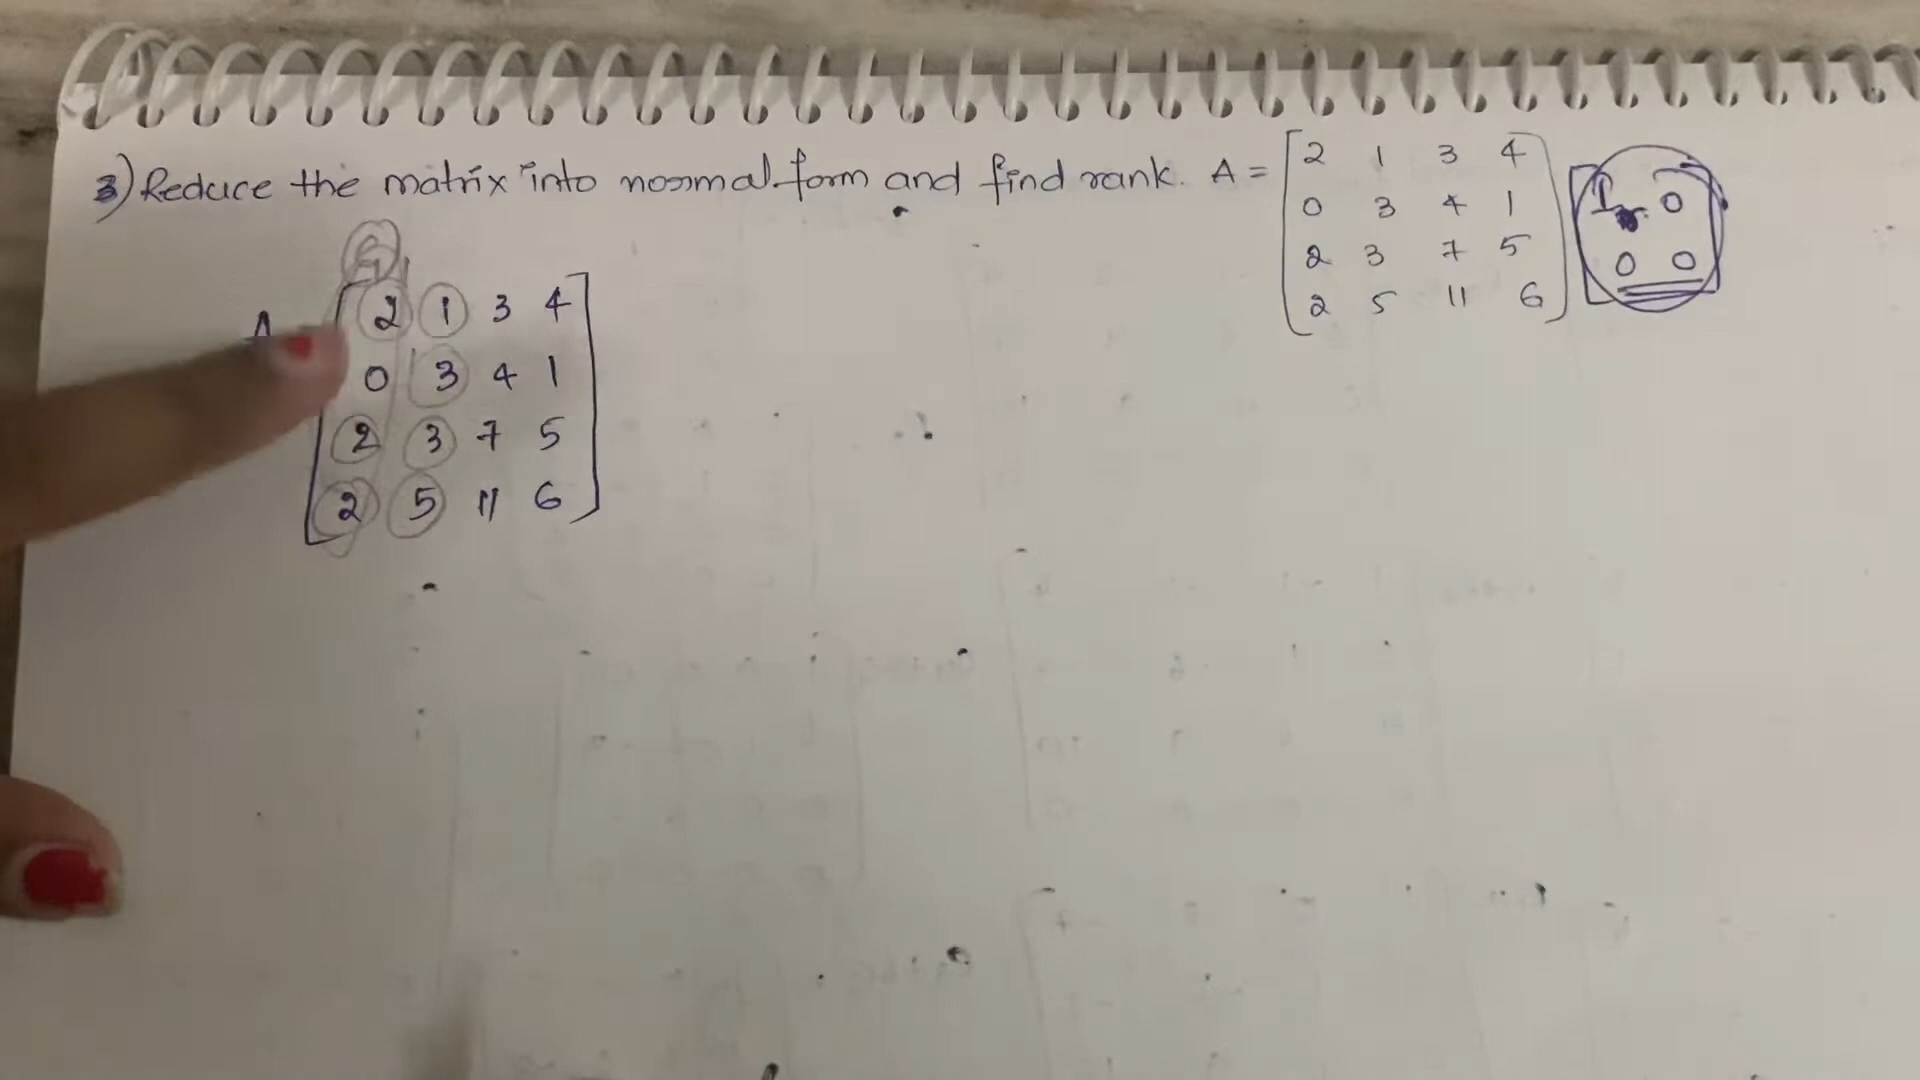 3) Reduce the matrix into normal form and find rank. A = [2 1 3 4
0 3 4 1
2 3 7 5
2 5 11 6]
[Ir 0
0 0]
A
[2 1 3 4
0 3 4 1
2 3 7 5
2 5 11 6]